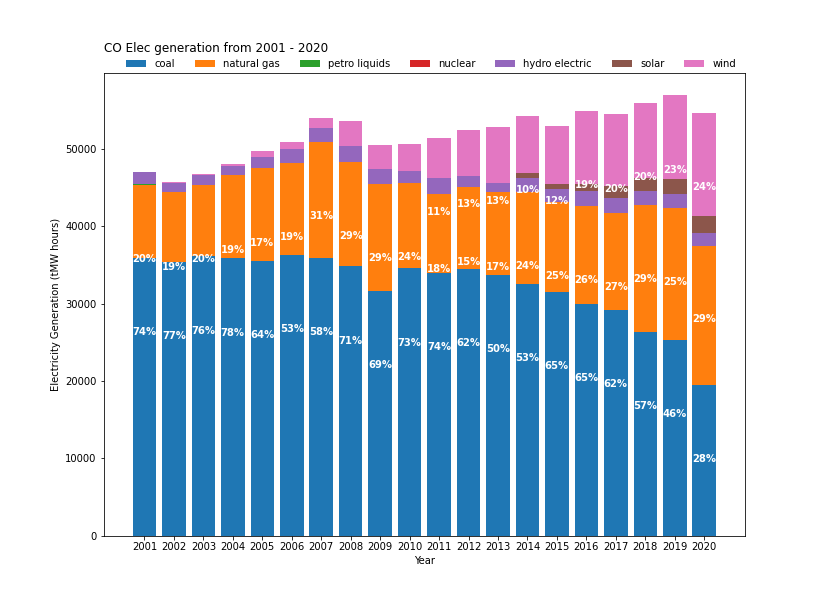 CO Elec generation from 2001 - 2020
coal natural gas petro liquids nuclear hydro electric solar wind
50000
40000
30000
20000
10000
0
Electricity Generation (tMW hours)
74% 77% 76% 78% 64% 53% 58% 71% 69% 73% 74% 62% 50% 53% 65% 65% 62% 57% 46% 28%
20% 19% 20% 19% 17% 19% 31% 29% 29% 24% 18% 15% 17% 24% 25% 26% 27% 29% 25% 29%
11% 13% 13% 10% 12% 19% 20% 20% 23% 24%
2001 2002 2003 2004 2005 2006 2007 2008 2009 2010 2011 2012 2013 2014 2015 2016 2017 2018 2019 2020
Year